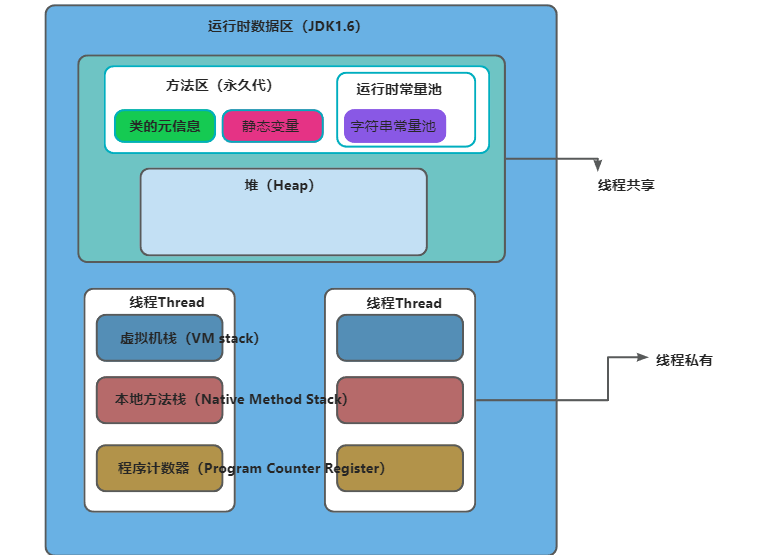 运行时数据区（JDK1.6）
方法区（永久代）
运行时常量池
类的元信息
静态变量
字符串常量池
堆（Heap）
线程共享
线程Thread
线程Thread
虚拟机栈（VM stack）
线程私有
本地方法栈（Native Method Stack）
程序计数器（Program Counter Register）